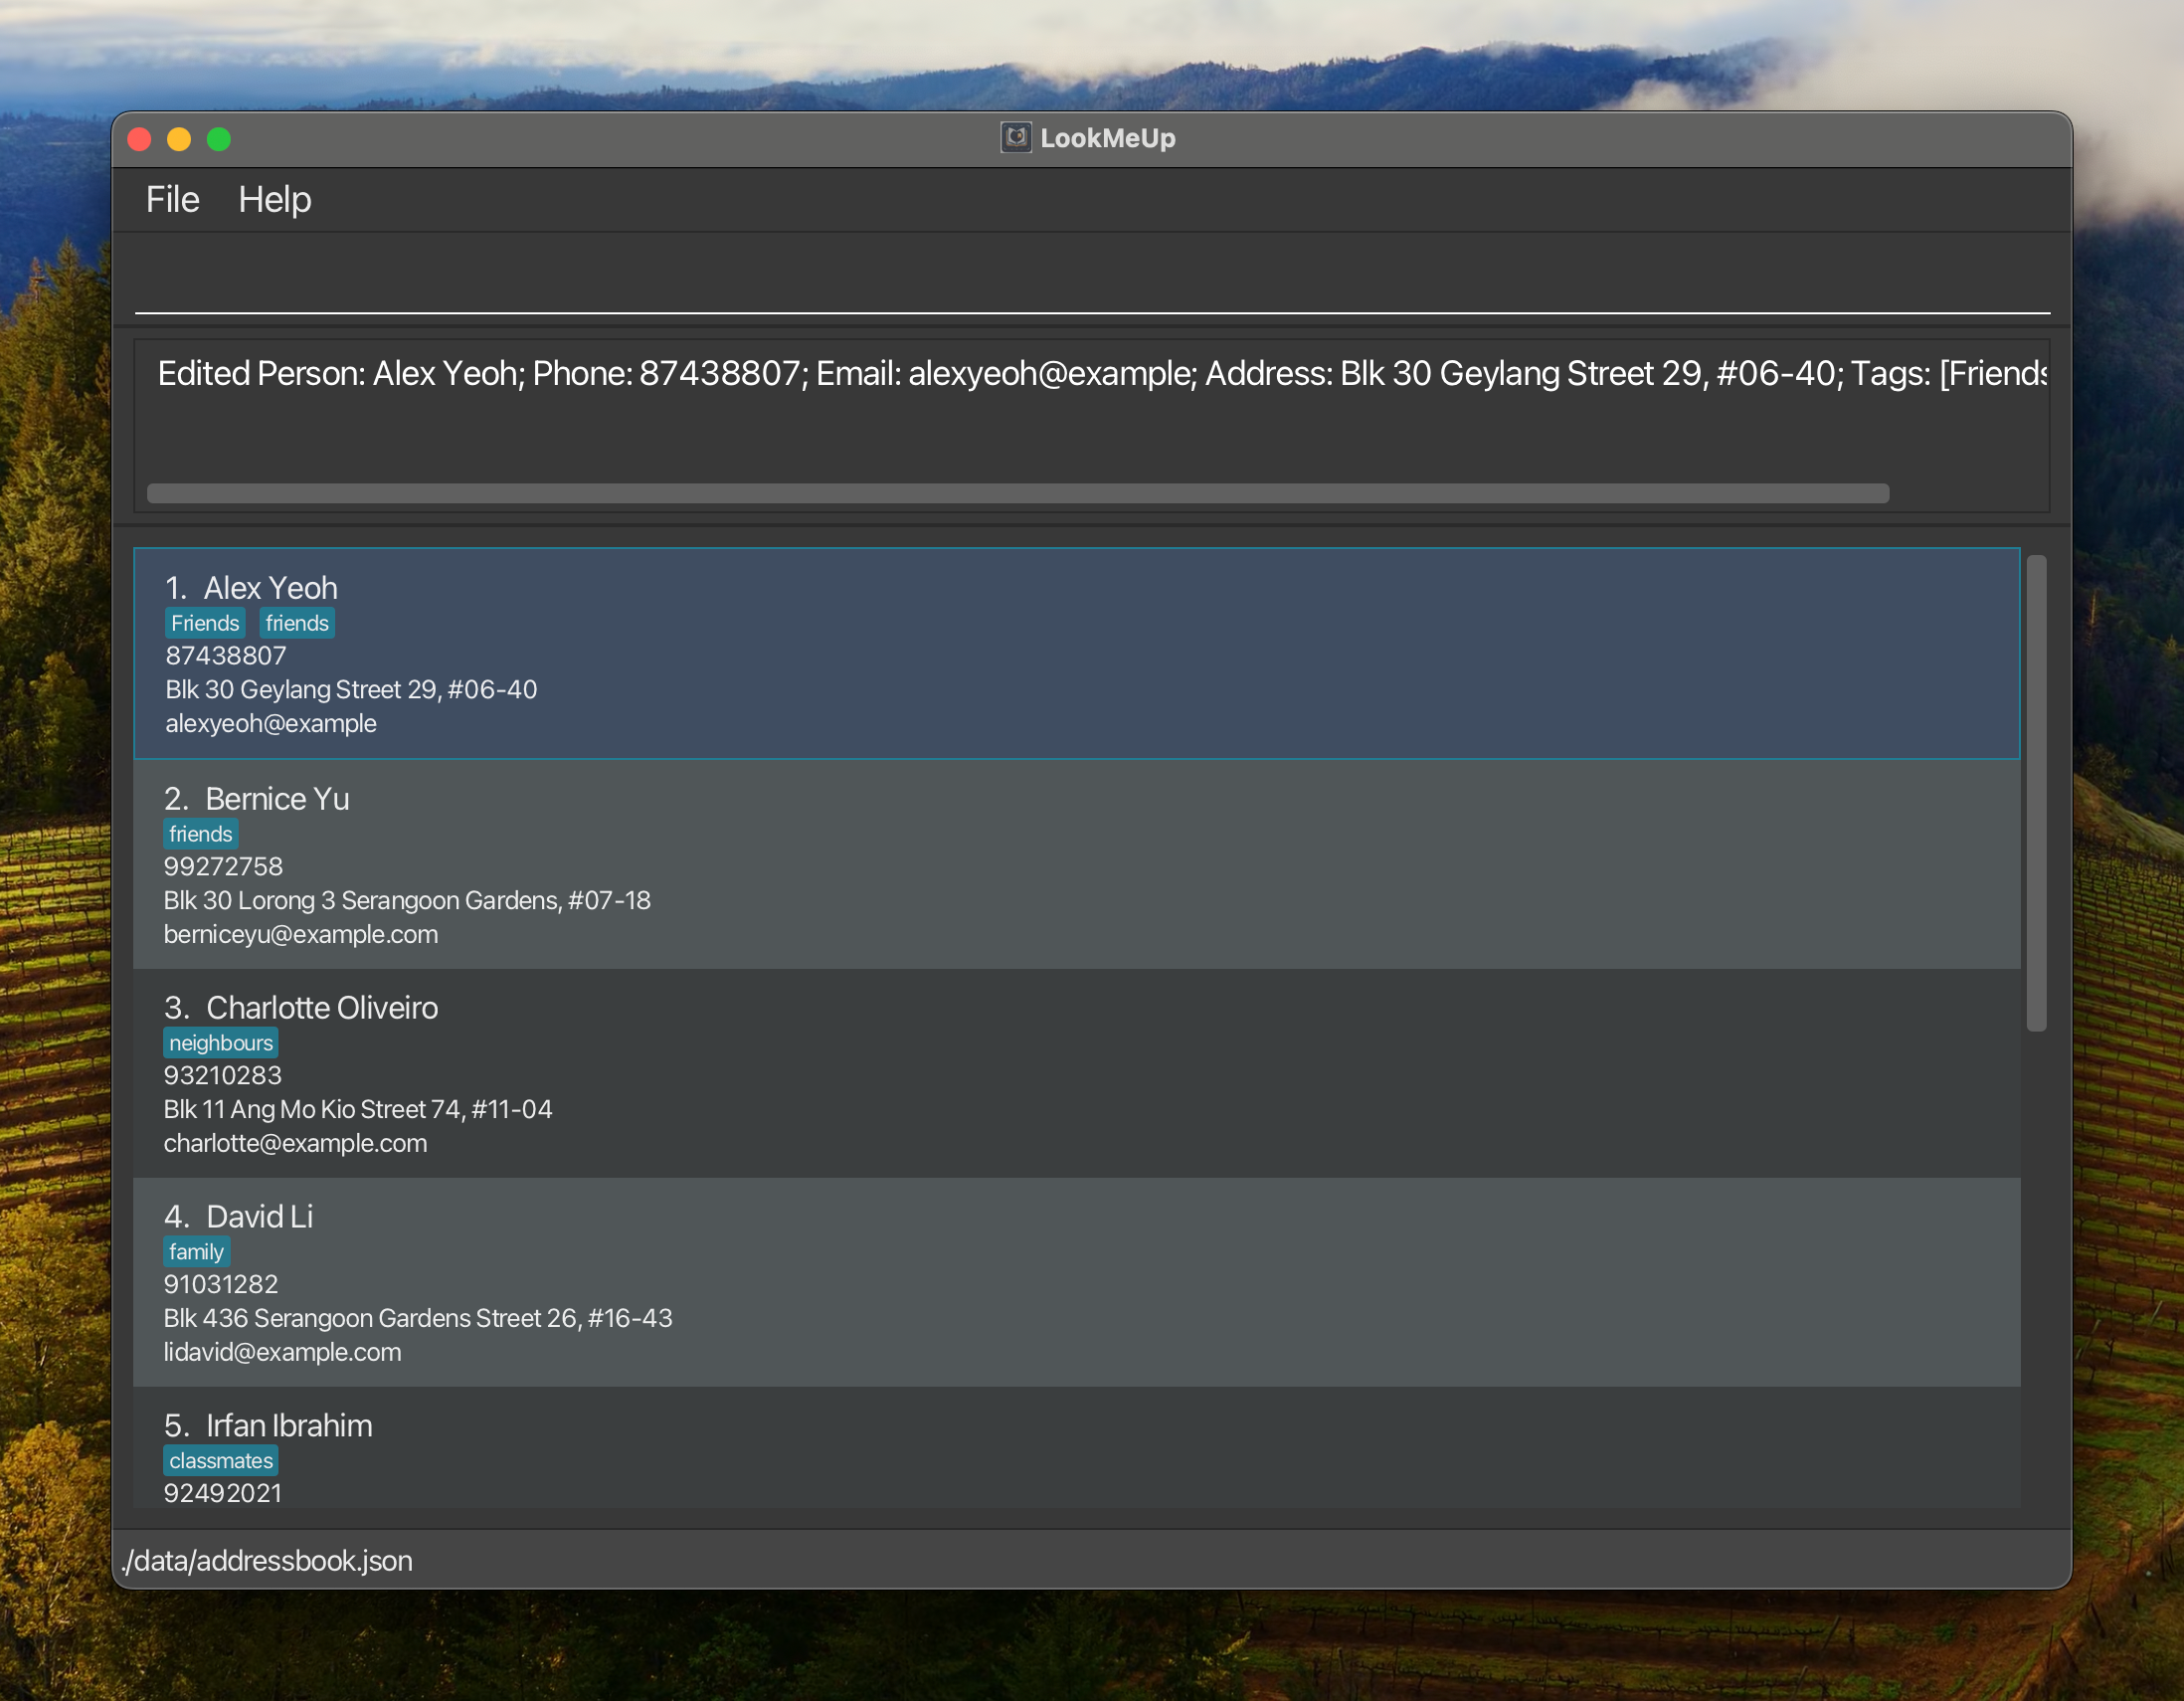 LookMeUp
File Help
Edited Person: Alex Yeoh; Phone: 87438807; Email: alexyeoh@example; Address: Blk 30 Geylang Street 29, #06-40; Tags: [Friends
1. Alex Yeoh
Friends friends
87438807
Blk 30 Geylang Street 29, #06-40
alexyeoh@example
2. Bernice Yu
friends
99272758
Blk 30 Lorong 3 Serangoon Gardens, #07-18
berniceyu@example.com
3. Charlotte Oliveiro
neighbours
93210283
Blk 11 Ang Mo Kio Street 74, #11-04
charlotte@example.com
4. David Li
family
91031282
Blk 436 Serangoon Gardens Street 26, #16-43
lidavid@example.com
5. Irfan Ibrahim
classmates
92492021
./data/addressbook.json